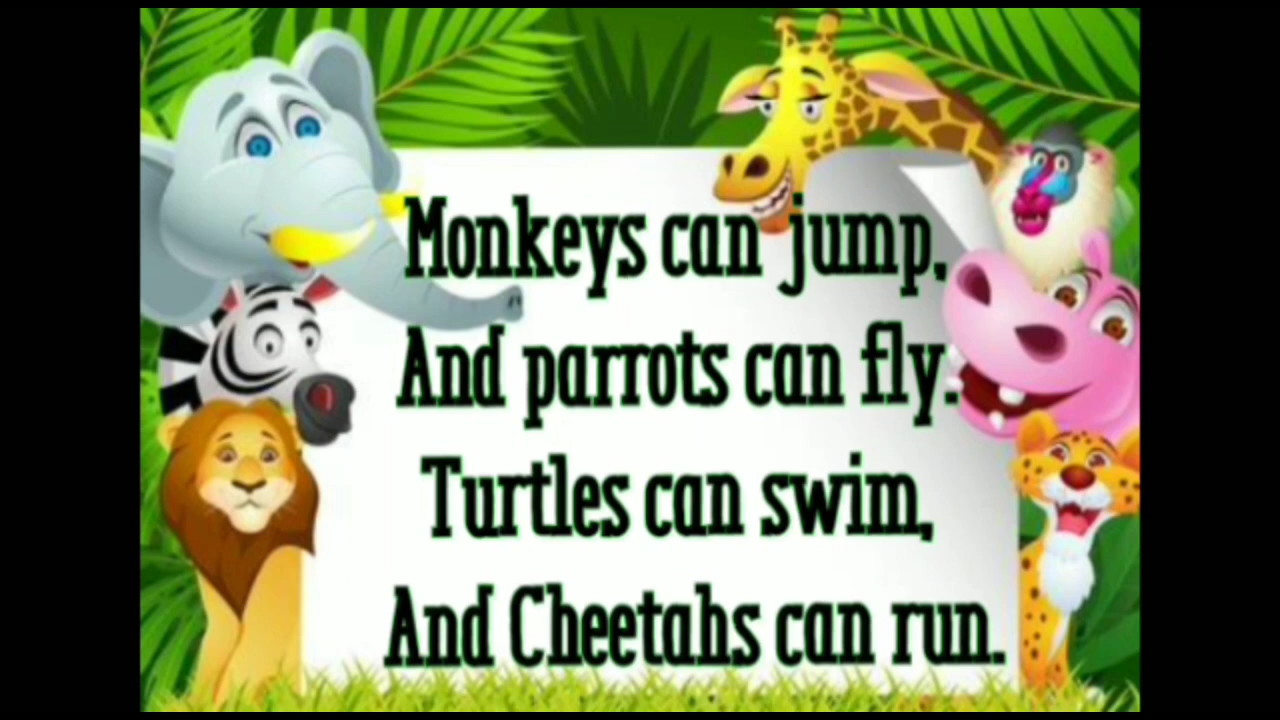 Monkeys can jump,
And parrots can fly.
Turtles can swim,
And Cheetahs can run.